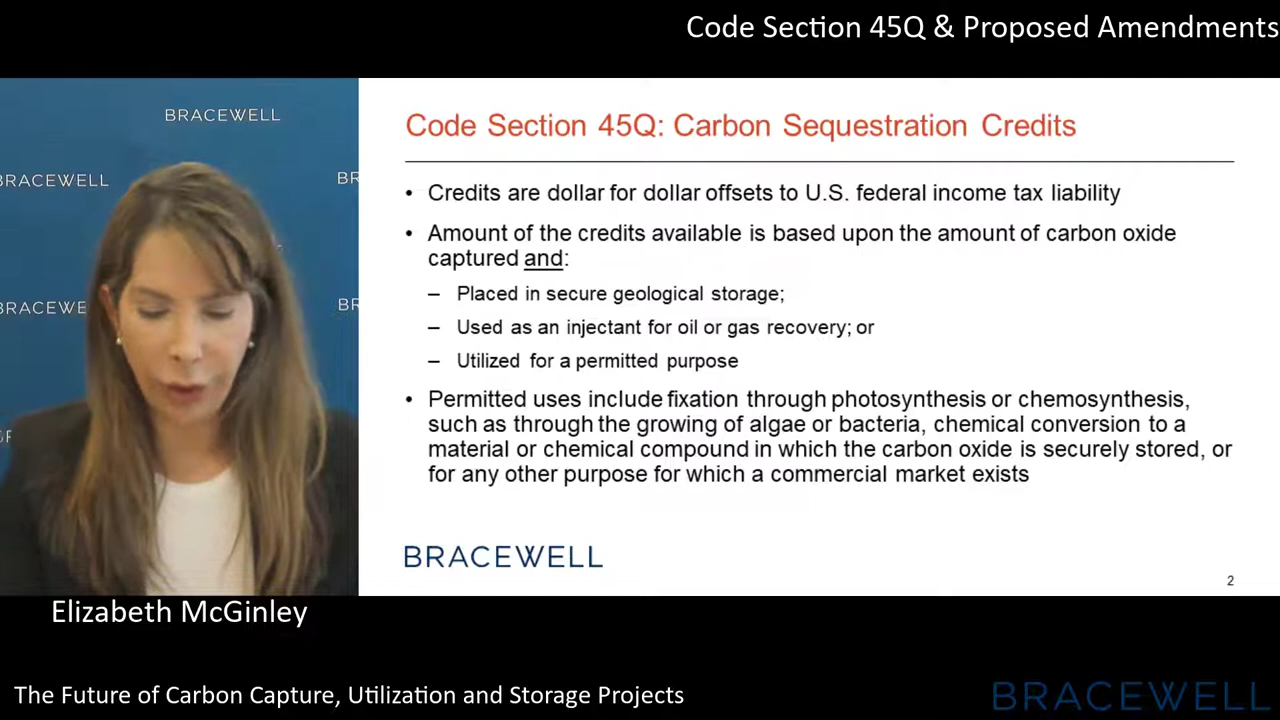 Code Section 45Q & Proposed Amendments
BRACEWELL
BRACEWELL
BR
BRACEWE
BR
Code Section 45Q: Carbon Sequestration Credits
• Credits are dollar for dollar offsets to U.S. federal income tax liability
• Amount of the credits available is based upon the amount of carbon oxide
captured and:
– Placed in secure geological storage;
– Used as an injectant for oil or gas recovery; or
– Utilized for a permitted purpose
• Permitted uses include fixation through photosynthesis or chemosynthesis,
such as through the growing of algae or bacteria, chemical conversion to a
material or chemical compound in which the carbon oxide is securely stored, or
for any other purpose for which a commercial market exists
BRACEWELL
2
Elizabeth McGinley
The Future of Carbon Capture, Utilization and Storage Projects
BRACEWELL